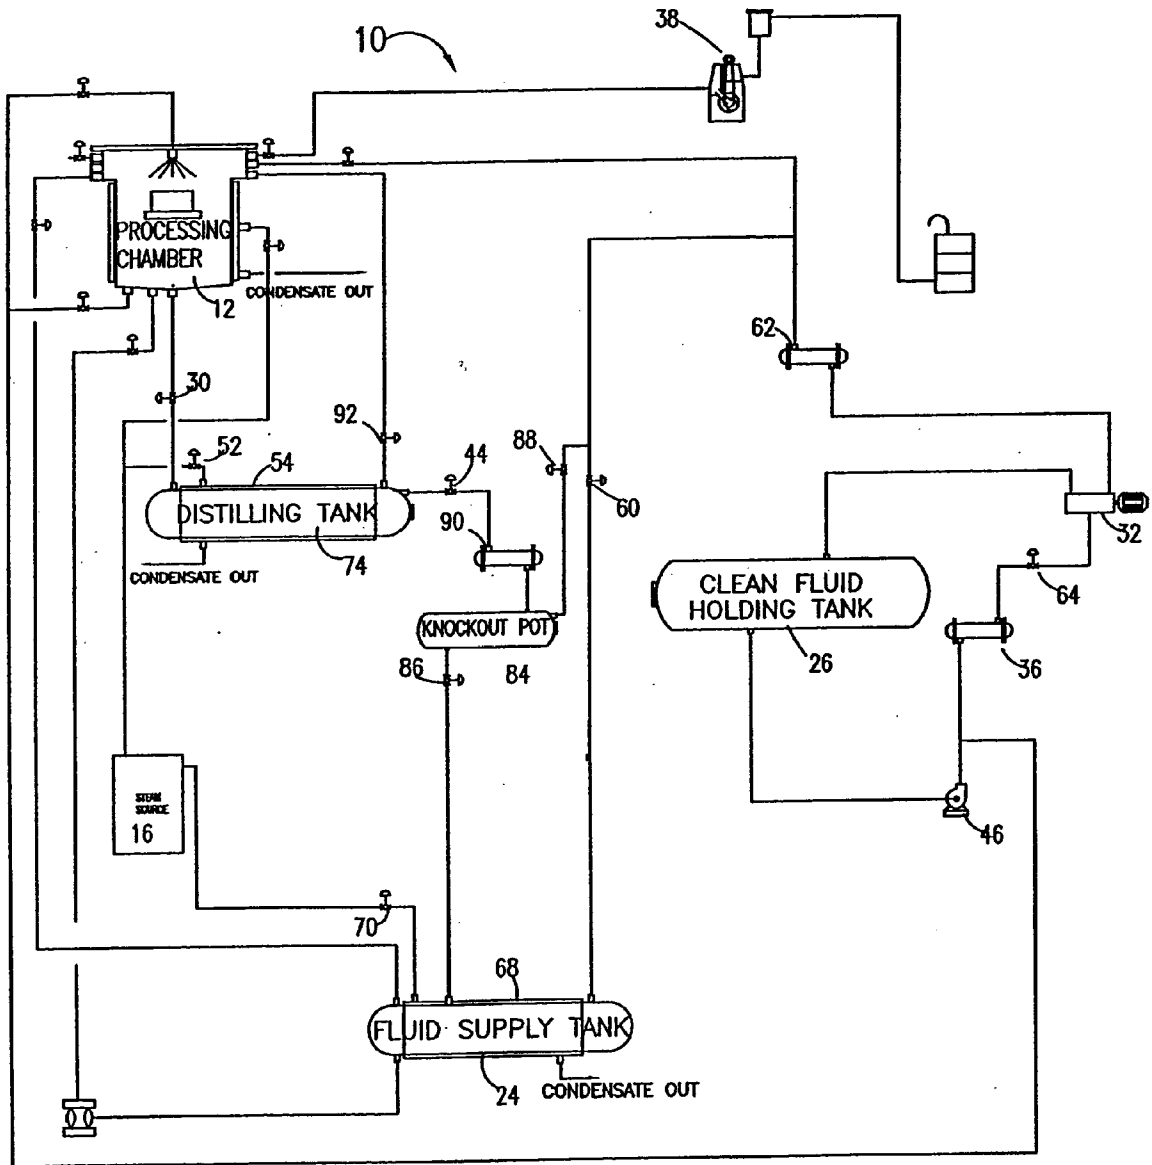 38
10
PROCESSING
CHAMBER
CONDENSATE OUT
12
62
30
92
88
52
54
44
60
DISTILLING TANK
90
32
74
CONDENSATE OUT
CLEAN FLUID
HOLDING TANK
64
KNOCKOUT POT
26
36
86
84
STEAM
SOURCE
16
46
70
68
FLUID SUPPLY TANK
24
CONDENSATE OUT